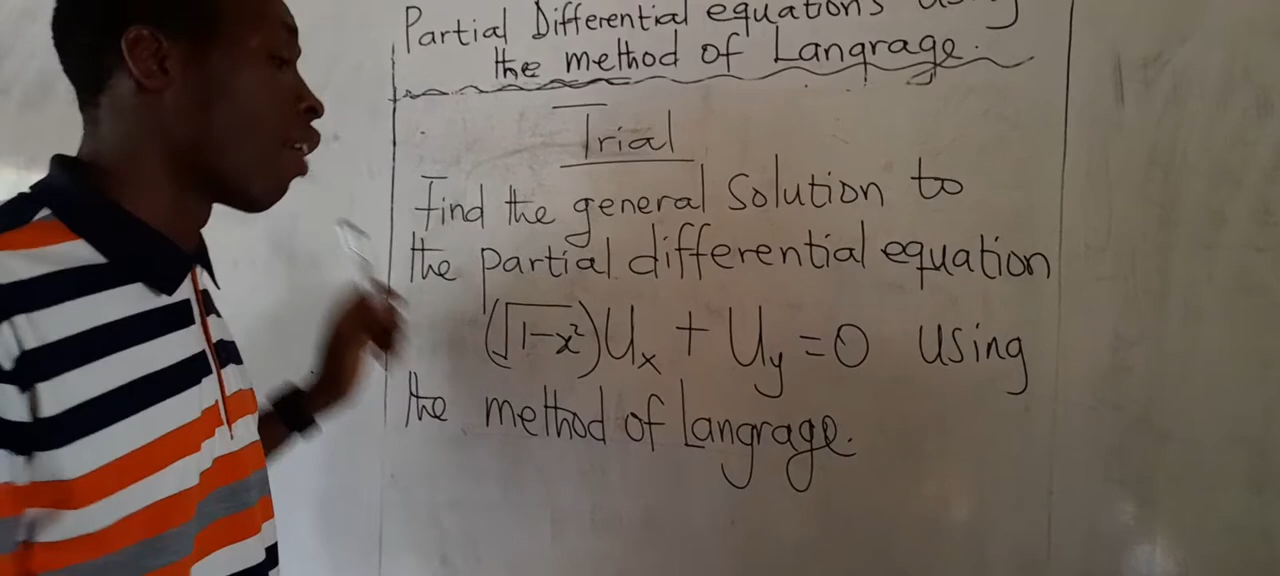 Partial Differential equations
the method of Langrage.
Trial
Find the general solution to
the partial differential equation
(√1-x²)Ux + Uy = 0 using
the method of Langrage.